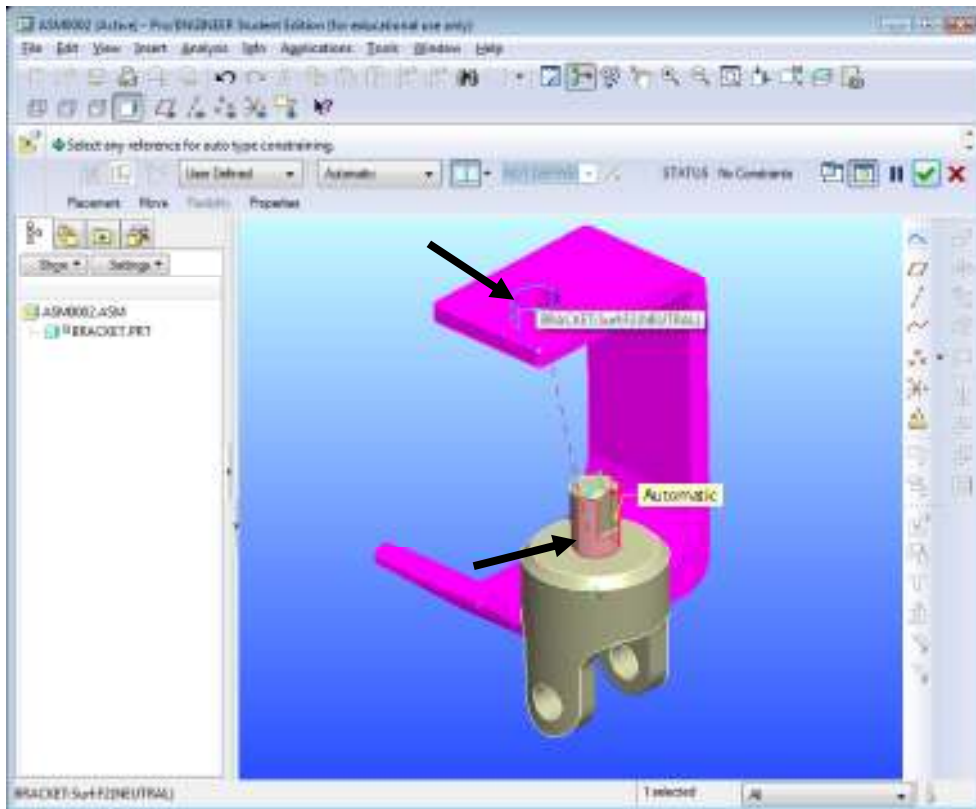 ASM0002 (Active) - Pro/ENGINEER Student Edition (for educational use only)
File Edit View Insert Analysis Info Applications Tools Window Help
Select any reference for auto type constraining.
User Defined
Automatic
STATUS No Constraints
Placement Move Flexibility Properties
Show
Settings
ASM0002.ASM
BRACKET.PRT
BRACKET:Surf:F2(NEUTRAL)
Automatic
BRACKET:Surf:F2(NEUTRAL)
1 selected
All